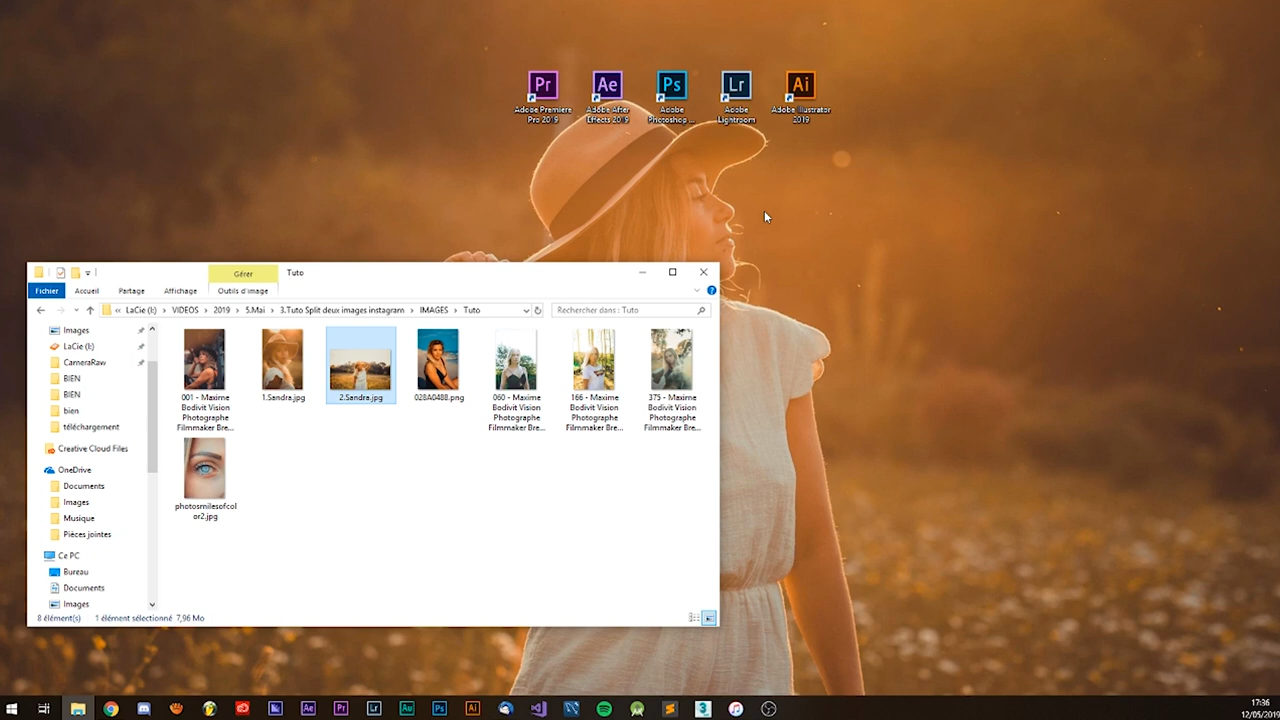 Pr Ae Ps Lr Ai
Adobe Premiere Adobe After Adobe Adobe Adobe Illustrator
Pro 2019 Effects 2019 Photoshop ... Lightroom 2019
Gérer Tuto
Fichier Accueil Partage Affichage Outils d'image
« LaCie (I:) > VIDEOS > 2019 > 5.Mai > 3.Tuto Split deux images instagram > IMAGES > Tuto
Rechercher dans : Tuto
Images
LaCie (I:)
CameraRaw
BIEN
BIEN
bien
téléchargement
Creative Cloud Files
OneDrive
Documents
Images
Musique
Pièces jointes
Ce PC
Bureau
Documents
Images
001 - Maxime
Bodivit Vision
Photographe
Filmmaker Bre...
1.Sandra.jpg
2.Sandra.jpg
028A0488.png
060 - Maxime
Bodivit Vision
Photographe
Filmmaker Bre...
166 - Maxime
Bodivit Vision
Photographe
Filmmaker Bre...
375 - Maxime
Bodivit Vision
Photographe
Filmmaker Bre...
photosmilesofcol
or2.jpg
8 élément(s) 1 élément sélectionné 7,96 Mo
Ae Pr Lr Au Ps Ai
17:36
12/05/2019